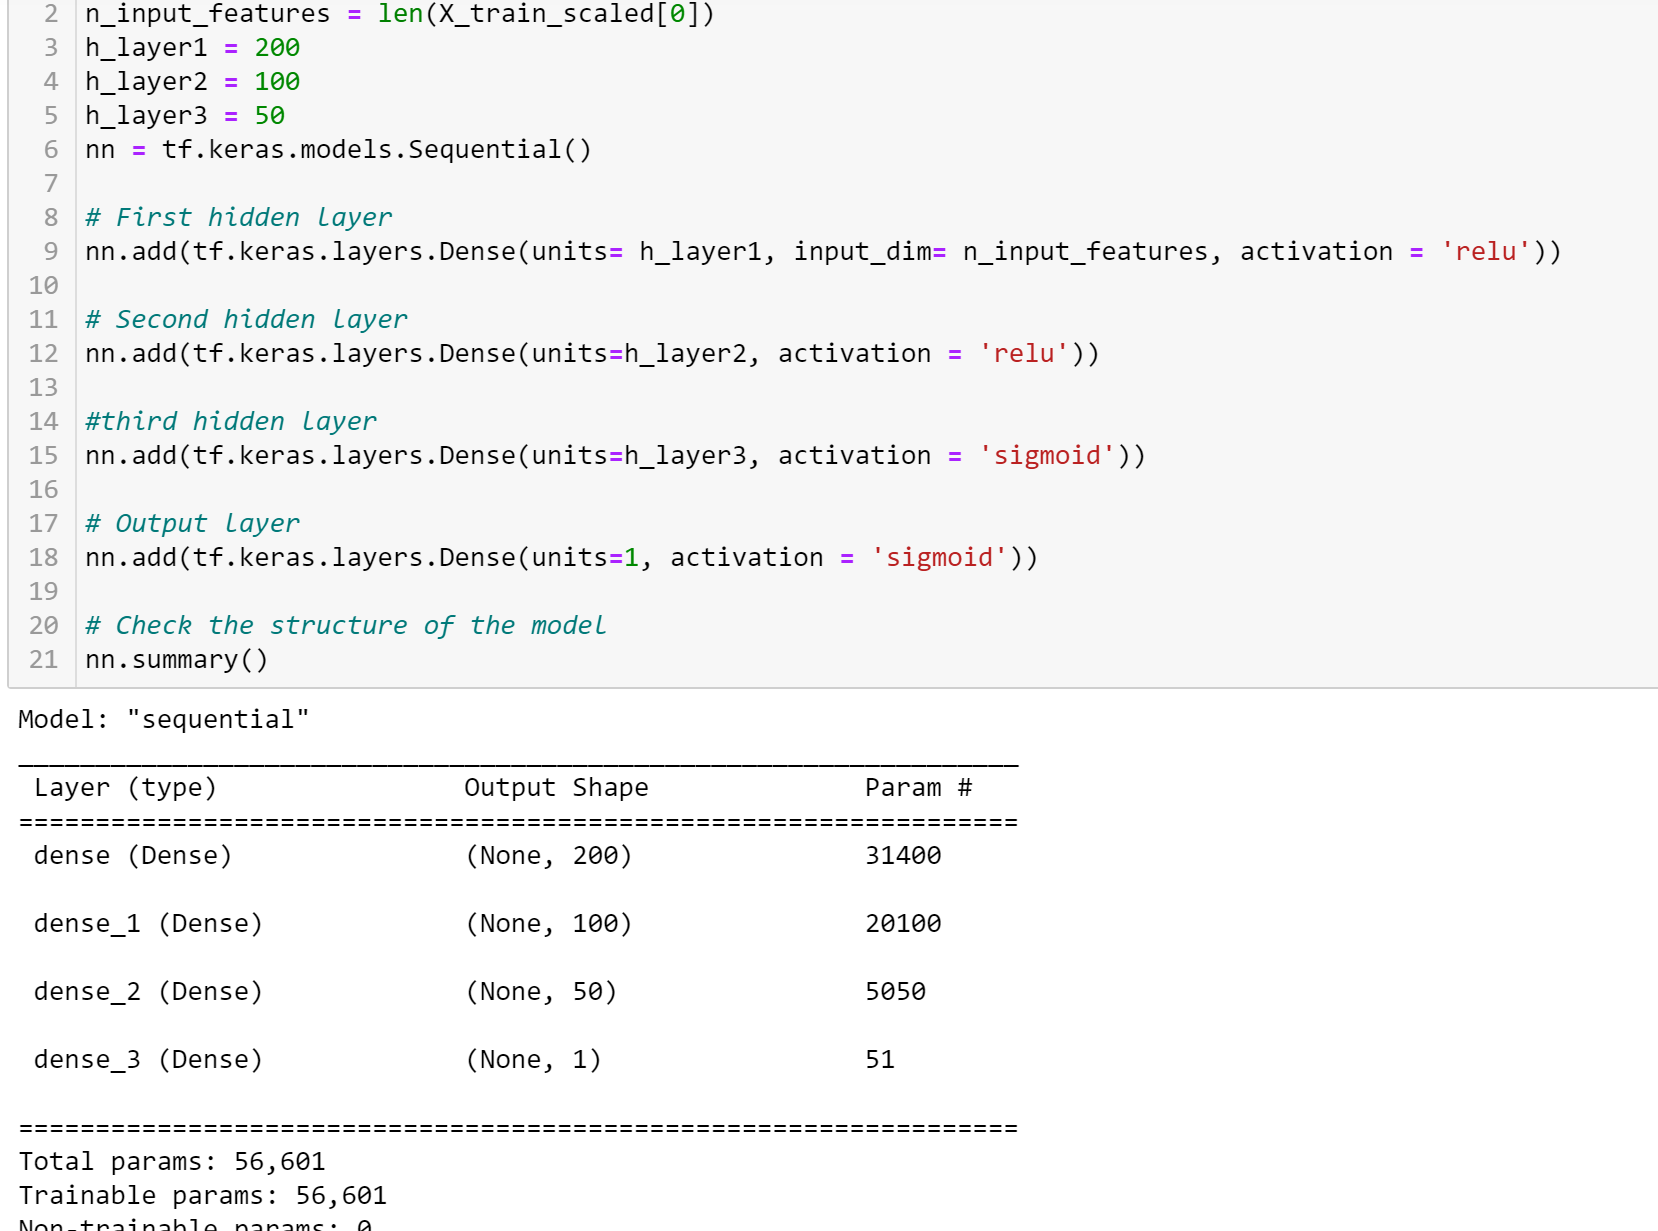 2 n_input_features = len(X_train_scaled[0])
3 h_layer1 = 200
4 h_layer2 = 100
5 h_layer3 = 50
6 nn = tf.keras.models.Sequential()
7
8 # First hidden layer
9 nn.add(tf.keras.layers.Dense(units= h_layer1, input_dim= n_input_features, activation = 'relu'))
10
11 # Second hidden layer
12 nn.add(tf.keras.layers.Dense(units=h_layer2, activation = 'relu'))
13
14 #third hidden layer
15 nn.add(tf.keras.layers.Dense(units=h_layer3, activation = 'sigmoid'))
16
17 # Output layer
18 nn.add(tf.keras.layers.Dense(units=1, activation = 'sigmoid'))
19
20 # Check the structure of the model
21 nn.summary()
Model: "sequential"
_________________________________________________________________
Layer (type) Output Shape Param #
=================================================================
dense (Dense) (None, 200) 31400
dense_1 (Dense) (None, 100) 20100
dense_2 (Dense) (None, 50) 5050
dense_3 (Dense) (None, 1) 51
=================================================================
Total params: 56,601
Trainable params: 56,601
Non-trainable params: 0